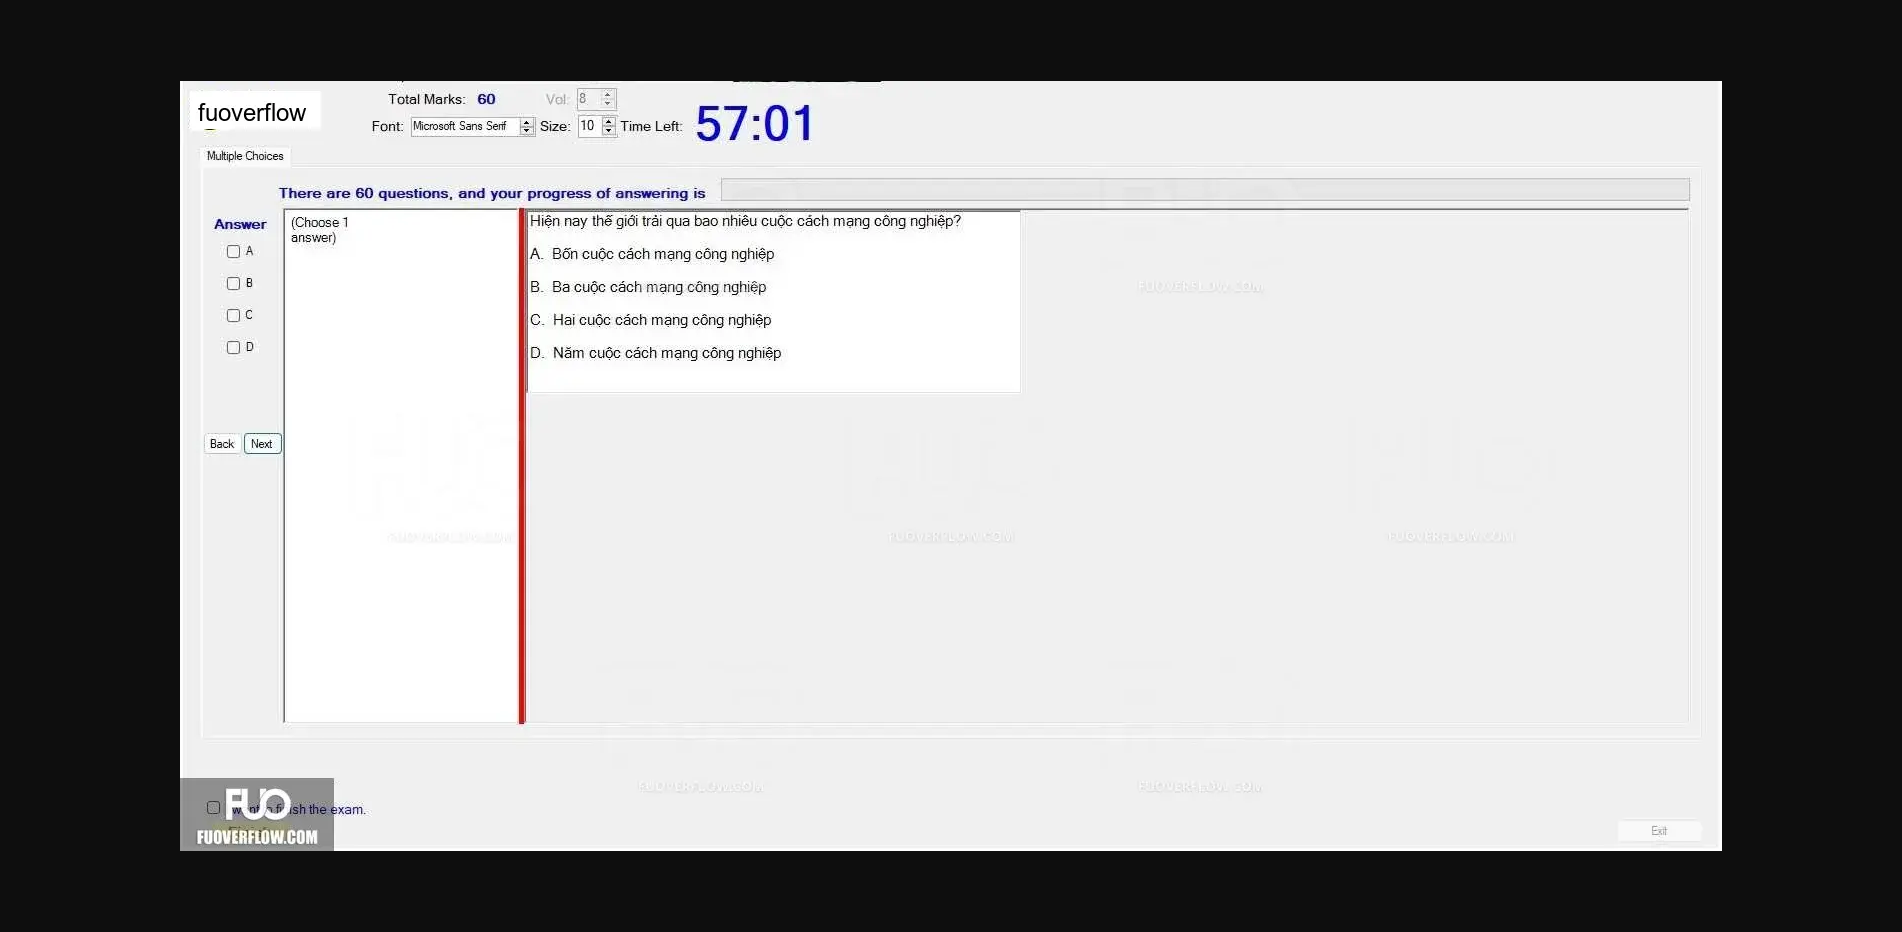 fuoverflow
Total Marks: 60 Vol: 8
Font: Microsoft Sans Serif Size: 10 Time Left: 57:01
Multiple Choices
There are 60 questions, and your progress of answering is
Answer
A
B
C
D
Back Next
(Choose 1
answer)
Hiện nay thế giới trải qua bao nhiêu cuộc cách mạng công nghiệp?
A. Bốn cuộc cách mạng công nghiệp
B. Ba cuộc cách mạng công nghiệp
C. Hai cuộc cách mạng công nghiệp
D. Năm cuộc cách mạng công nghiệp
FUOVERFLOW.COM
FUOVERFLOW.COM
FUOVERFLOW.COM
FUOVERFLOW.COM
FUOVERFLOW.COM
FUOVERFLOW.COM
FUO
the exam.
FUOVERFLOW.COM
Exit